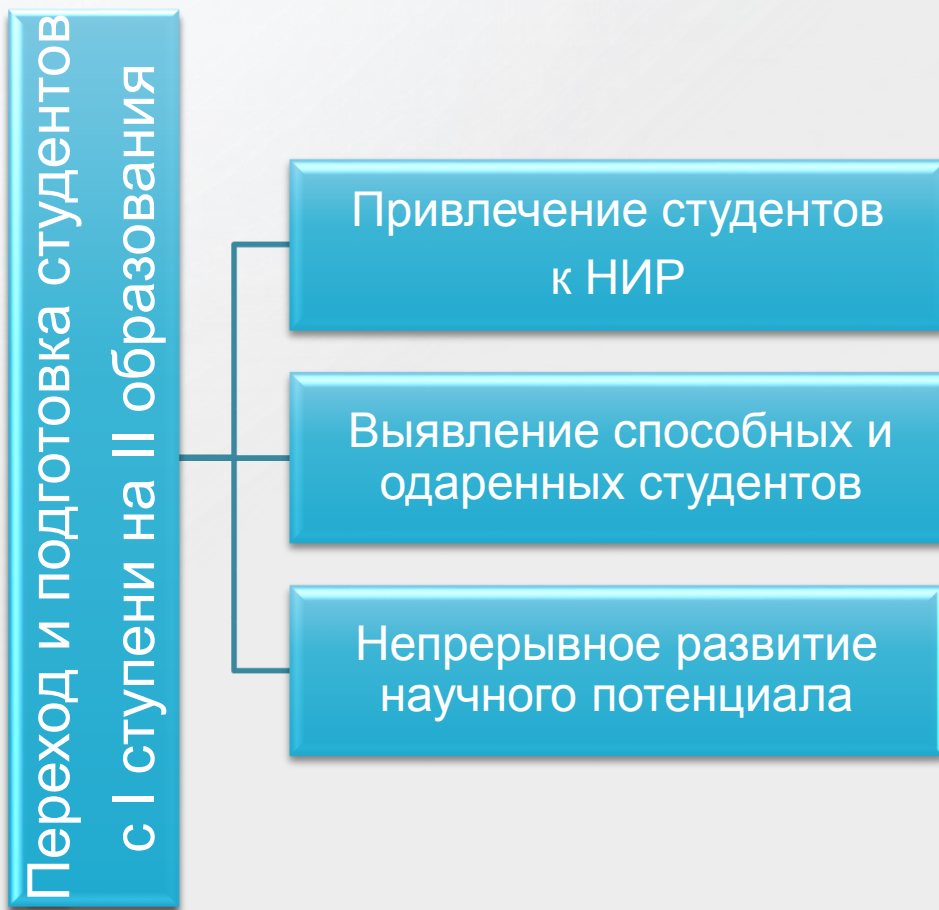 Переход и подготовка студентов
с I ступени на II образования
Привлечение студентов
к НИР
Выявление способных и
одаренных студентов
Непрерывное развитие
научного потенциала